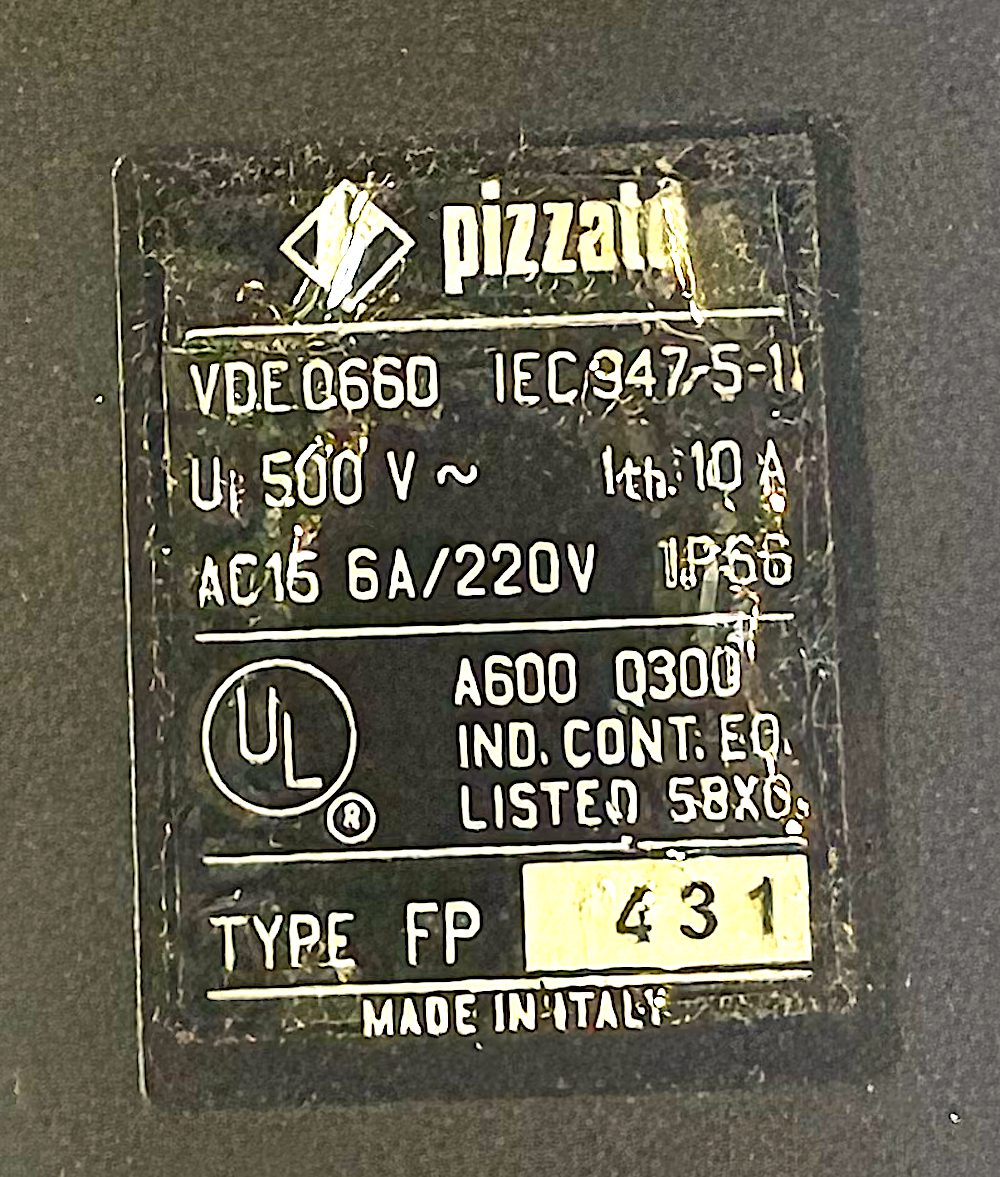 pizzato
VDE 0660 IEC 947-5-1
Ui 500 V ~ Ith. 10 A
AC15 6A/220V IP66
UL ®
A600 Q300
IND. CONT. EQ.
LISTED 58X0
TYPE FP 431
MADE IN ITALY